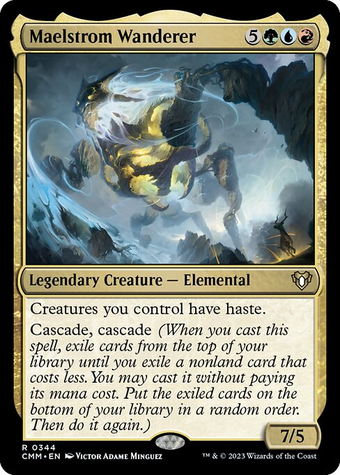 Maelstrom Wanderer 5
Legendary Creature — Elemental
Creatures you control have haste.
Cascade, cascade (When you cast this
spell, exile cards from the top of your
library until you exile a nonland card that
costs less. You may cast it without paying
its mana cost. Put the exiled cards on the
bottom of your library in a random order.
Then do it again.)
7/5
R 0344
CMM • EN Victor Adame Minguez
™ & © 2023 Wizards of the Coast